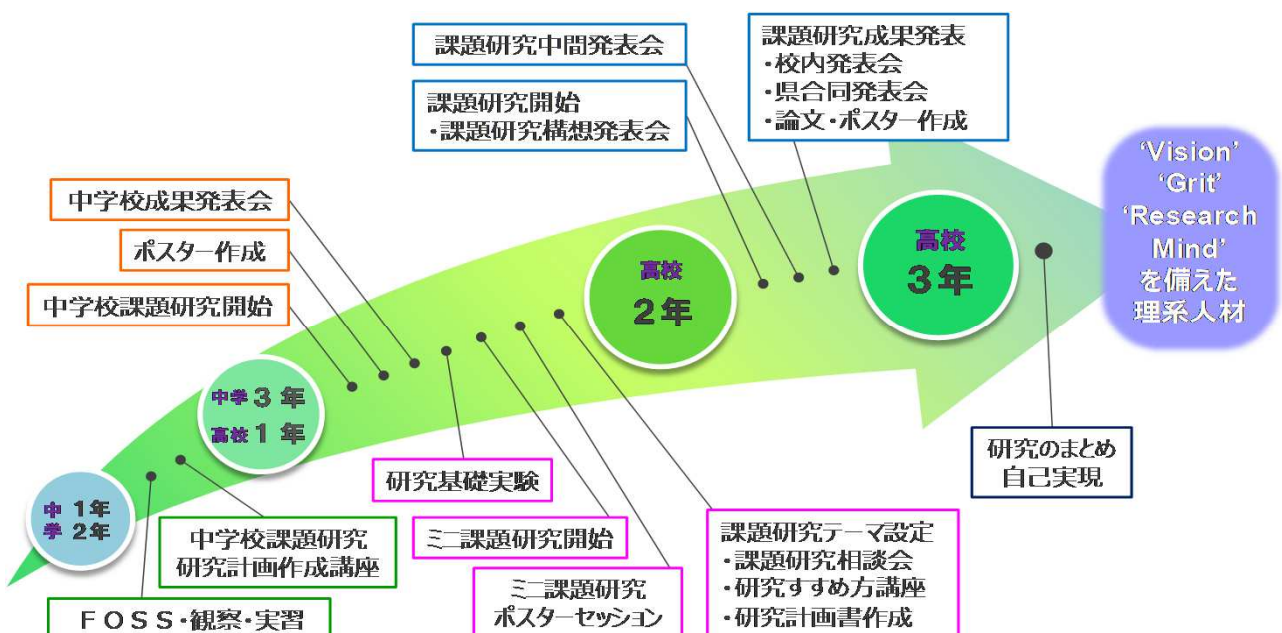 課題研究中間発表会
課題研究開始
・課題研究構想発表会
課題研究成果発表
・校内発表会
・県合同発表会
・論文・ポスター作成
'Vision'
'Grit'
'Research
Mind'
を備えた
理系人材
中学校成果発表会
ポスター作成
中学校課題研究開始
高校
3年
高校
2年
中学3年
高校1年
中 1年
学 2年
研究のまとめ
自己実現
研究基礎実験
中学校課題研究
研究計画作成講座
ミニ課題研究開始
課題研究テーマ設定
・課題研究相談会
・研究すすめ方講座
・研究計画書作成
ミニ課題研究
ポスターセッション
FOSS・観察・実習